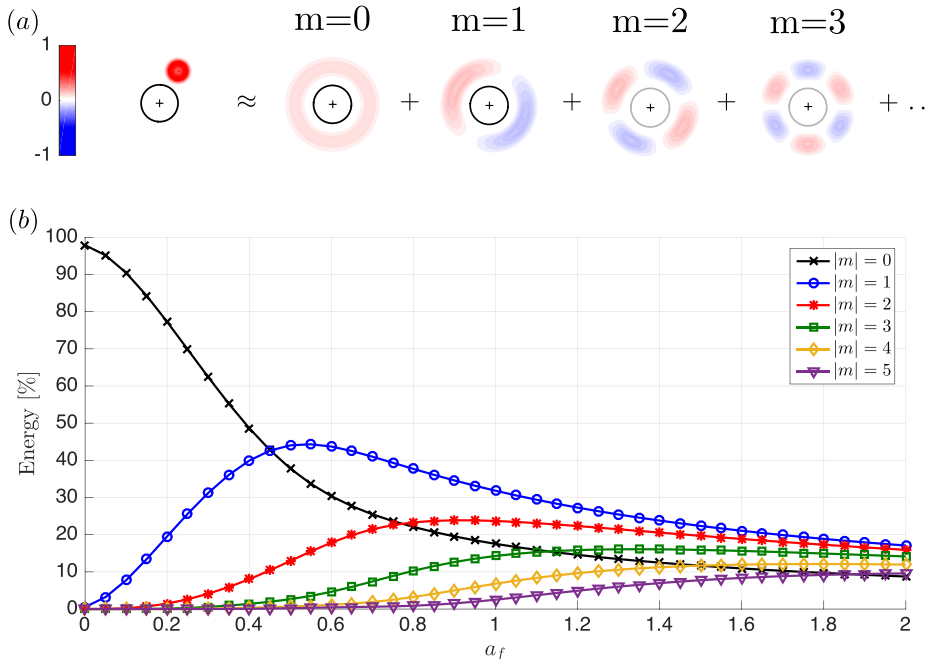 (a)
m=0 m=1 m=2 m=3
1
0
-1
≈ + + + + . .
(b)
Energy [%]
100
90
80
70
60
50
40
30
20
10
0
0 0.2 0.4 0.6 0.8 1 1.2 1.4 1.6 1.8 2
a_f
|m| = 0
|m| = 1
|m| = 2
|m| = 3
|m| = 4
|m| = 5